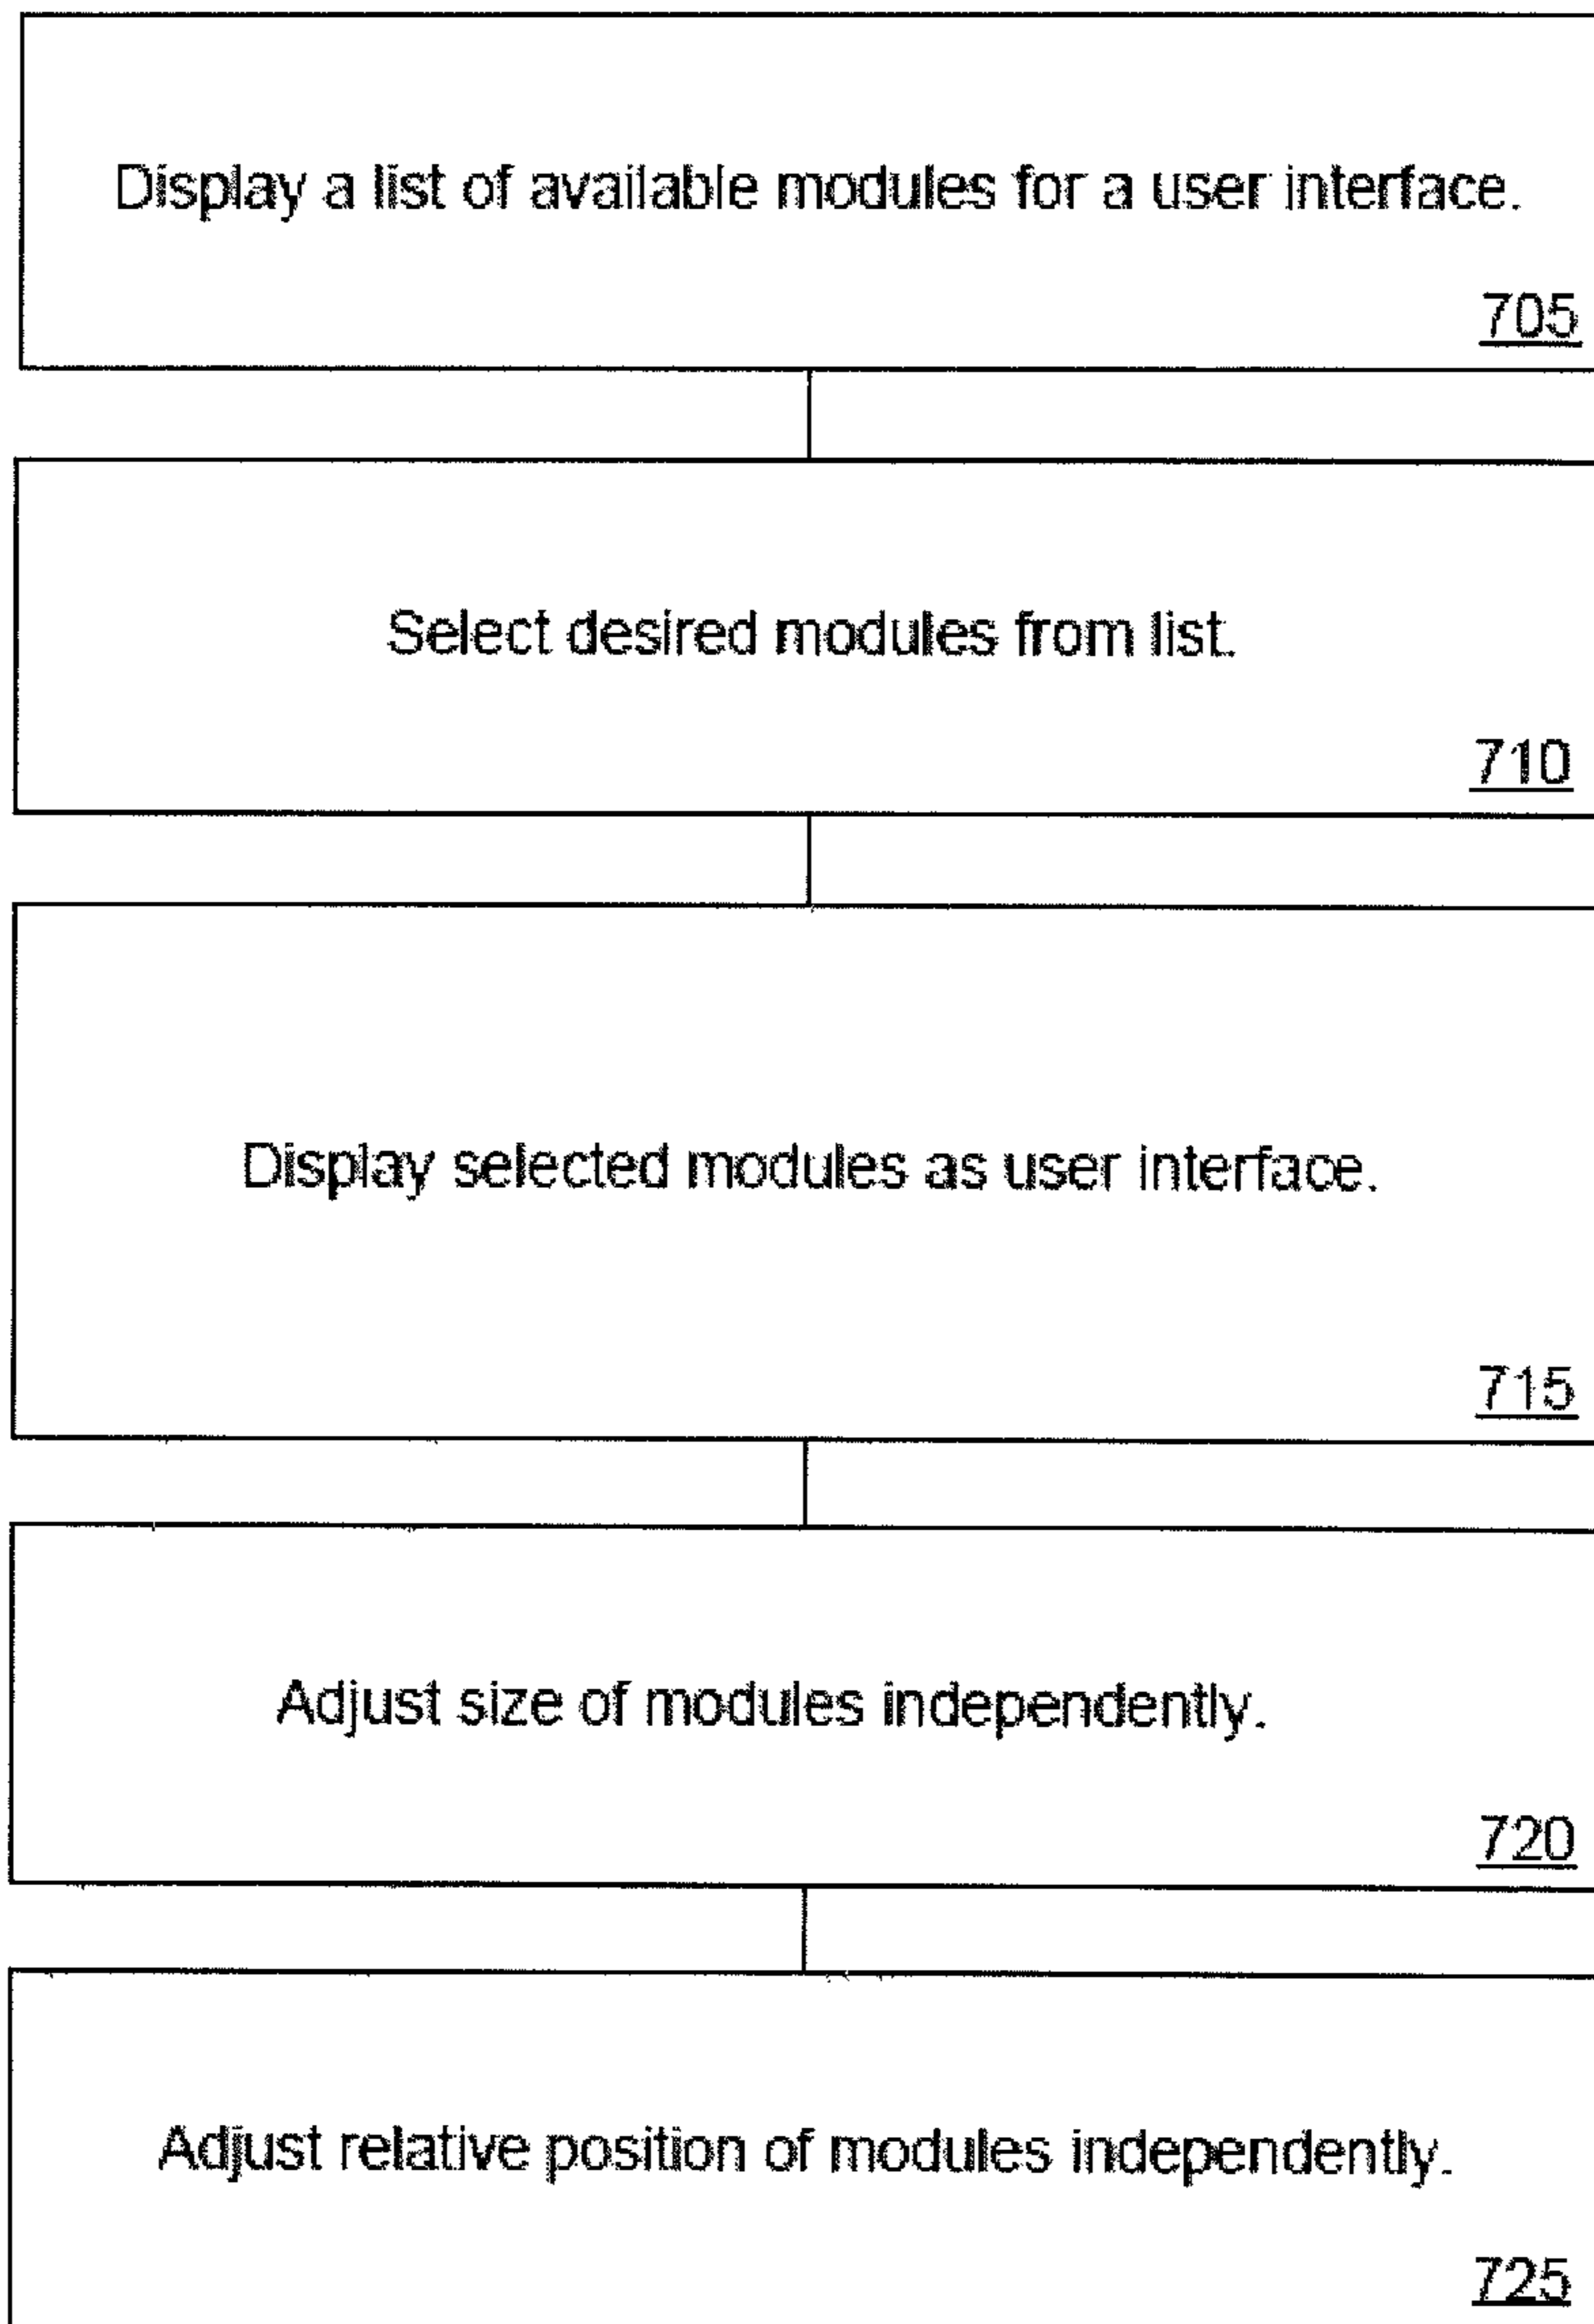 Display a list of available modules for a user interface.
705
Select desired modules from list.
710
Display selected modules as user interface.
715
Adjust size of modules independently.
720
Adjust relative position of modules independently.
725